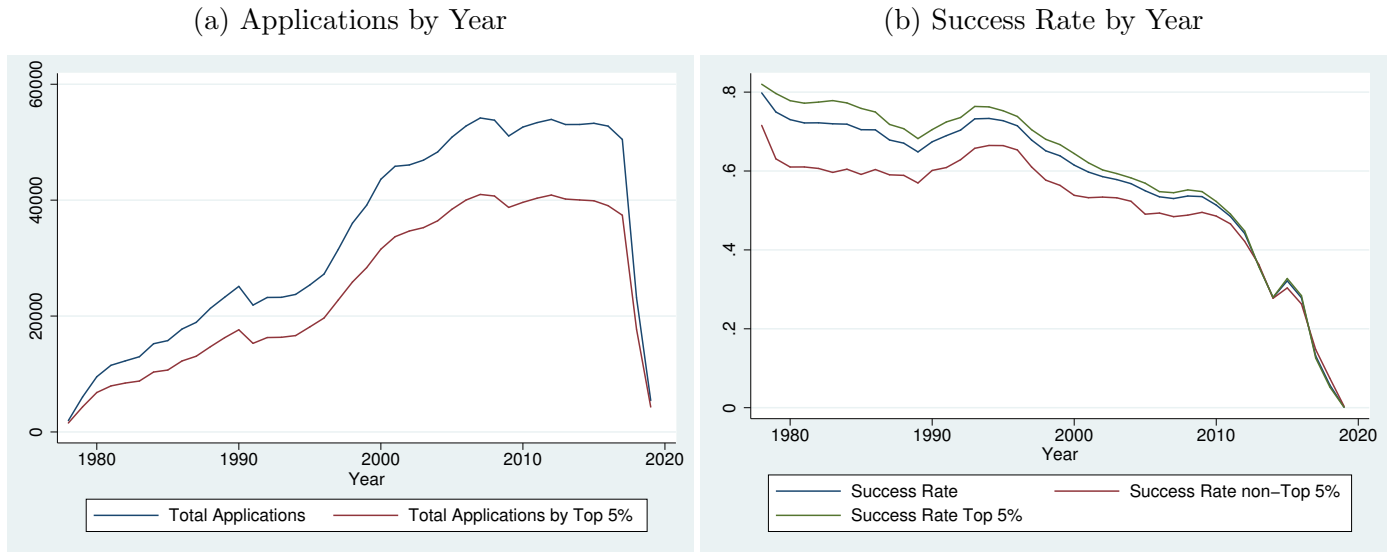 (a) Applications by Year
60000
40000
20000
0
1980 1990 2000 2010 2020
Year
Total Applications Total Applications by Top 5%
(b) Success Rate by Year
.8
.6
.4
.2
0
1980 1990 2000 2010 2020
Year
Success Rate Success Rate non−Top 5%
Success Rate Top 5%